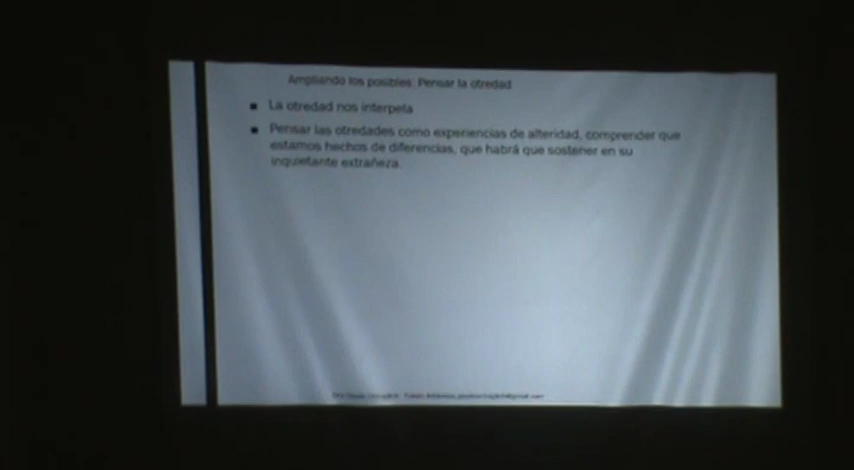 Ampliando los posibles: Pensar la otredad
La otredad nos interpela
Pensar las otredades como experiencias de alteridad, comprender que
estamos hechos de diferencias, que habrá que sostener en su
inquietante extrañeza.